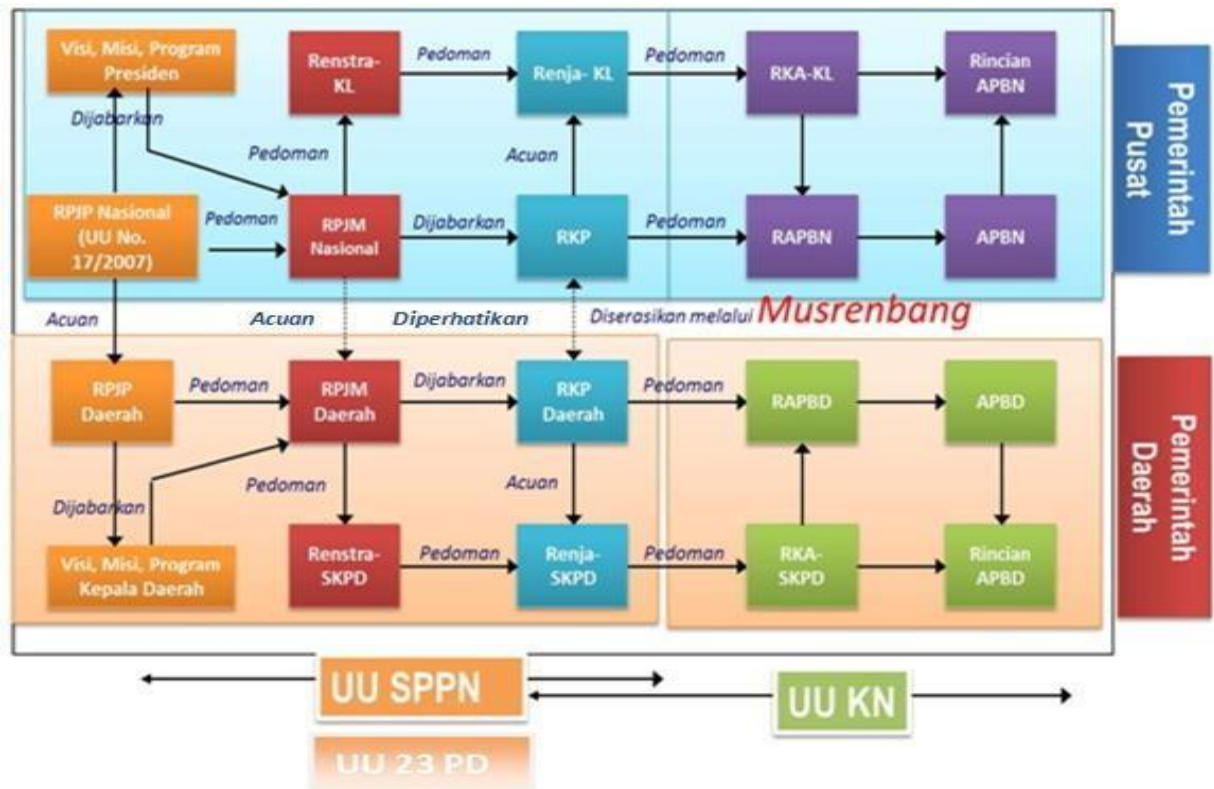 Visi, Misi, Program
Presiden
Renstra-
KL
Pedoman
Renja- KL
Pedoman
RKA-KL
Rincian
APBN
Dijabarkan
Pedoman
Acuan
RPJP Nasional
(UU No.
17/2007)
Pedoman
RPJM
Nasional
Dijabarkan
RKP
Pedoman
RAPBN
APBN
Pemerintah
Pusat
Acuan
Acuan
Diperhatikan
Diserasikan melalui
Musrenbang
RPJP
Daerah
Pedoman
RPJM
Daerah
Dijabarkan
RKP
Daerah
Pedoman
RAPBD
APBD
Dijabarkan
Pedoman
Acuan
Visi, Misi, Program
Kepala Daerah
Renstra-
SKPD
Pedoman
Renja-
SKPD
Pedoman
RKA-
SKPD
Rincian
APBD
Pemerintah
Daerah
UU SPPN
UU KN
UU 23 PD